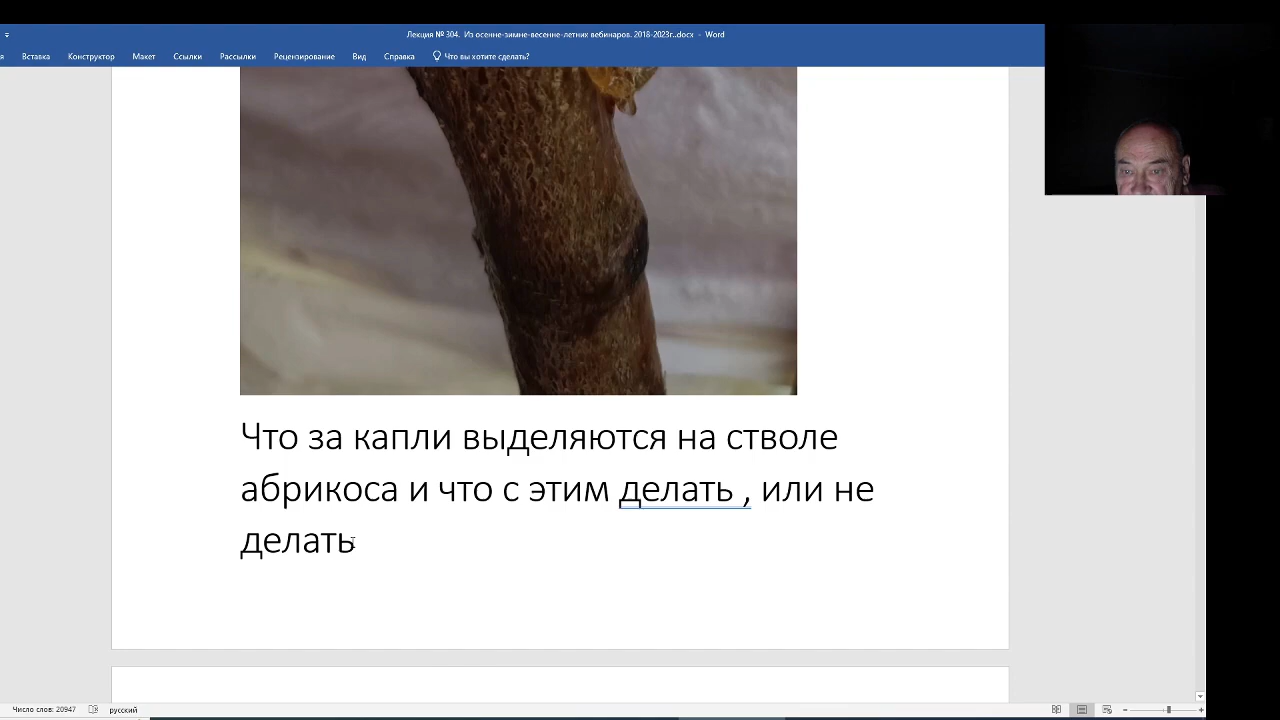 Лекция № 304. Из осенне-зимне-весенне-летних вебинаров. 2018-2023г..docx - Word
я Вставка Конструктор Макет Ссылки Рассылки Рецензирование Вид Справка Что вы хотите сделать?
Что за капли выделяются на стволе
абрикоса и что с этим делать , или не
делать
Число слов: 20947 русский